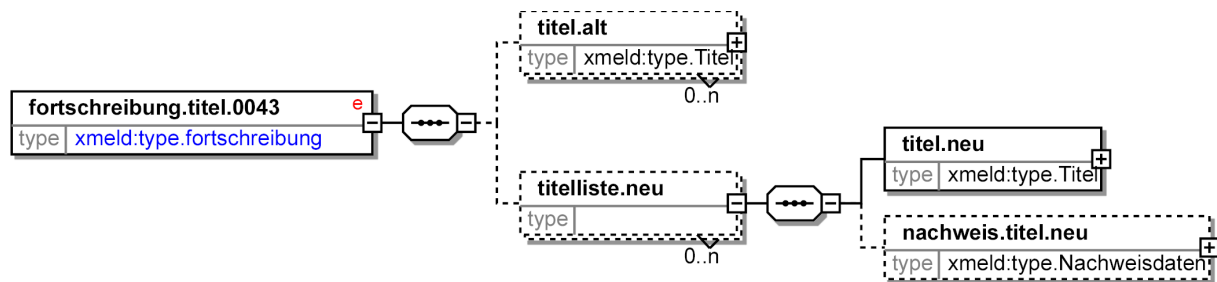 titel.alt
type xmeld:type.Titel
0..n
fortschreibung.titel.0043 e
type xmeld:type.fortschreibung
titel.neu
type xmeld:type.Titel
titelliste.neu
type
0..n
nachweis.titel.neu
type xmeld:type.Nachweisdaten